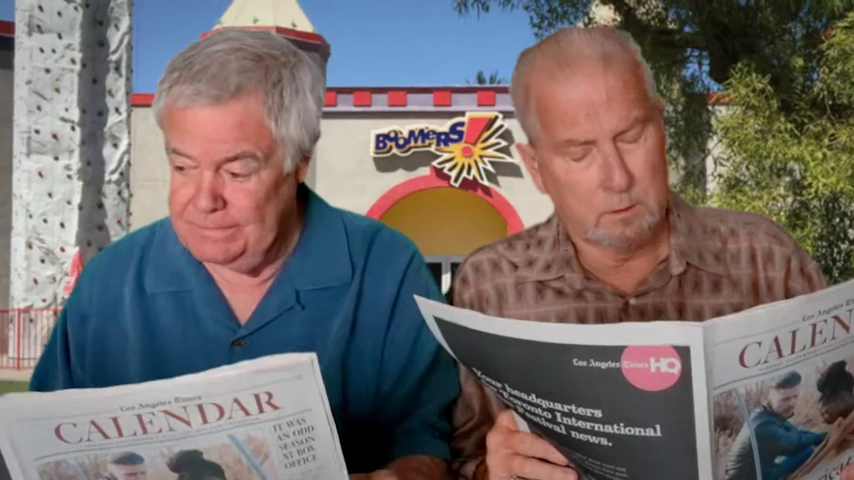 BOOMERS!
Los Angeles Times
CALENDAR
IT WAS
AN ODD
SEASON
AT BOX
OFFICE
Los Angeles Times HQ
Your headquarters
Toronto International
Festival news.
Los Angeles Times
CALEN